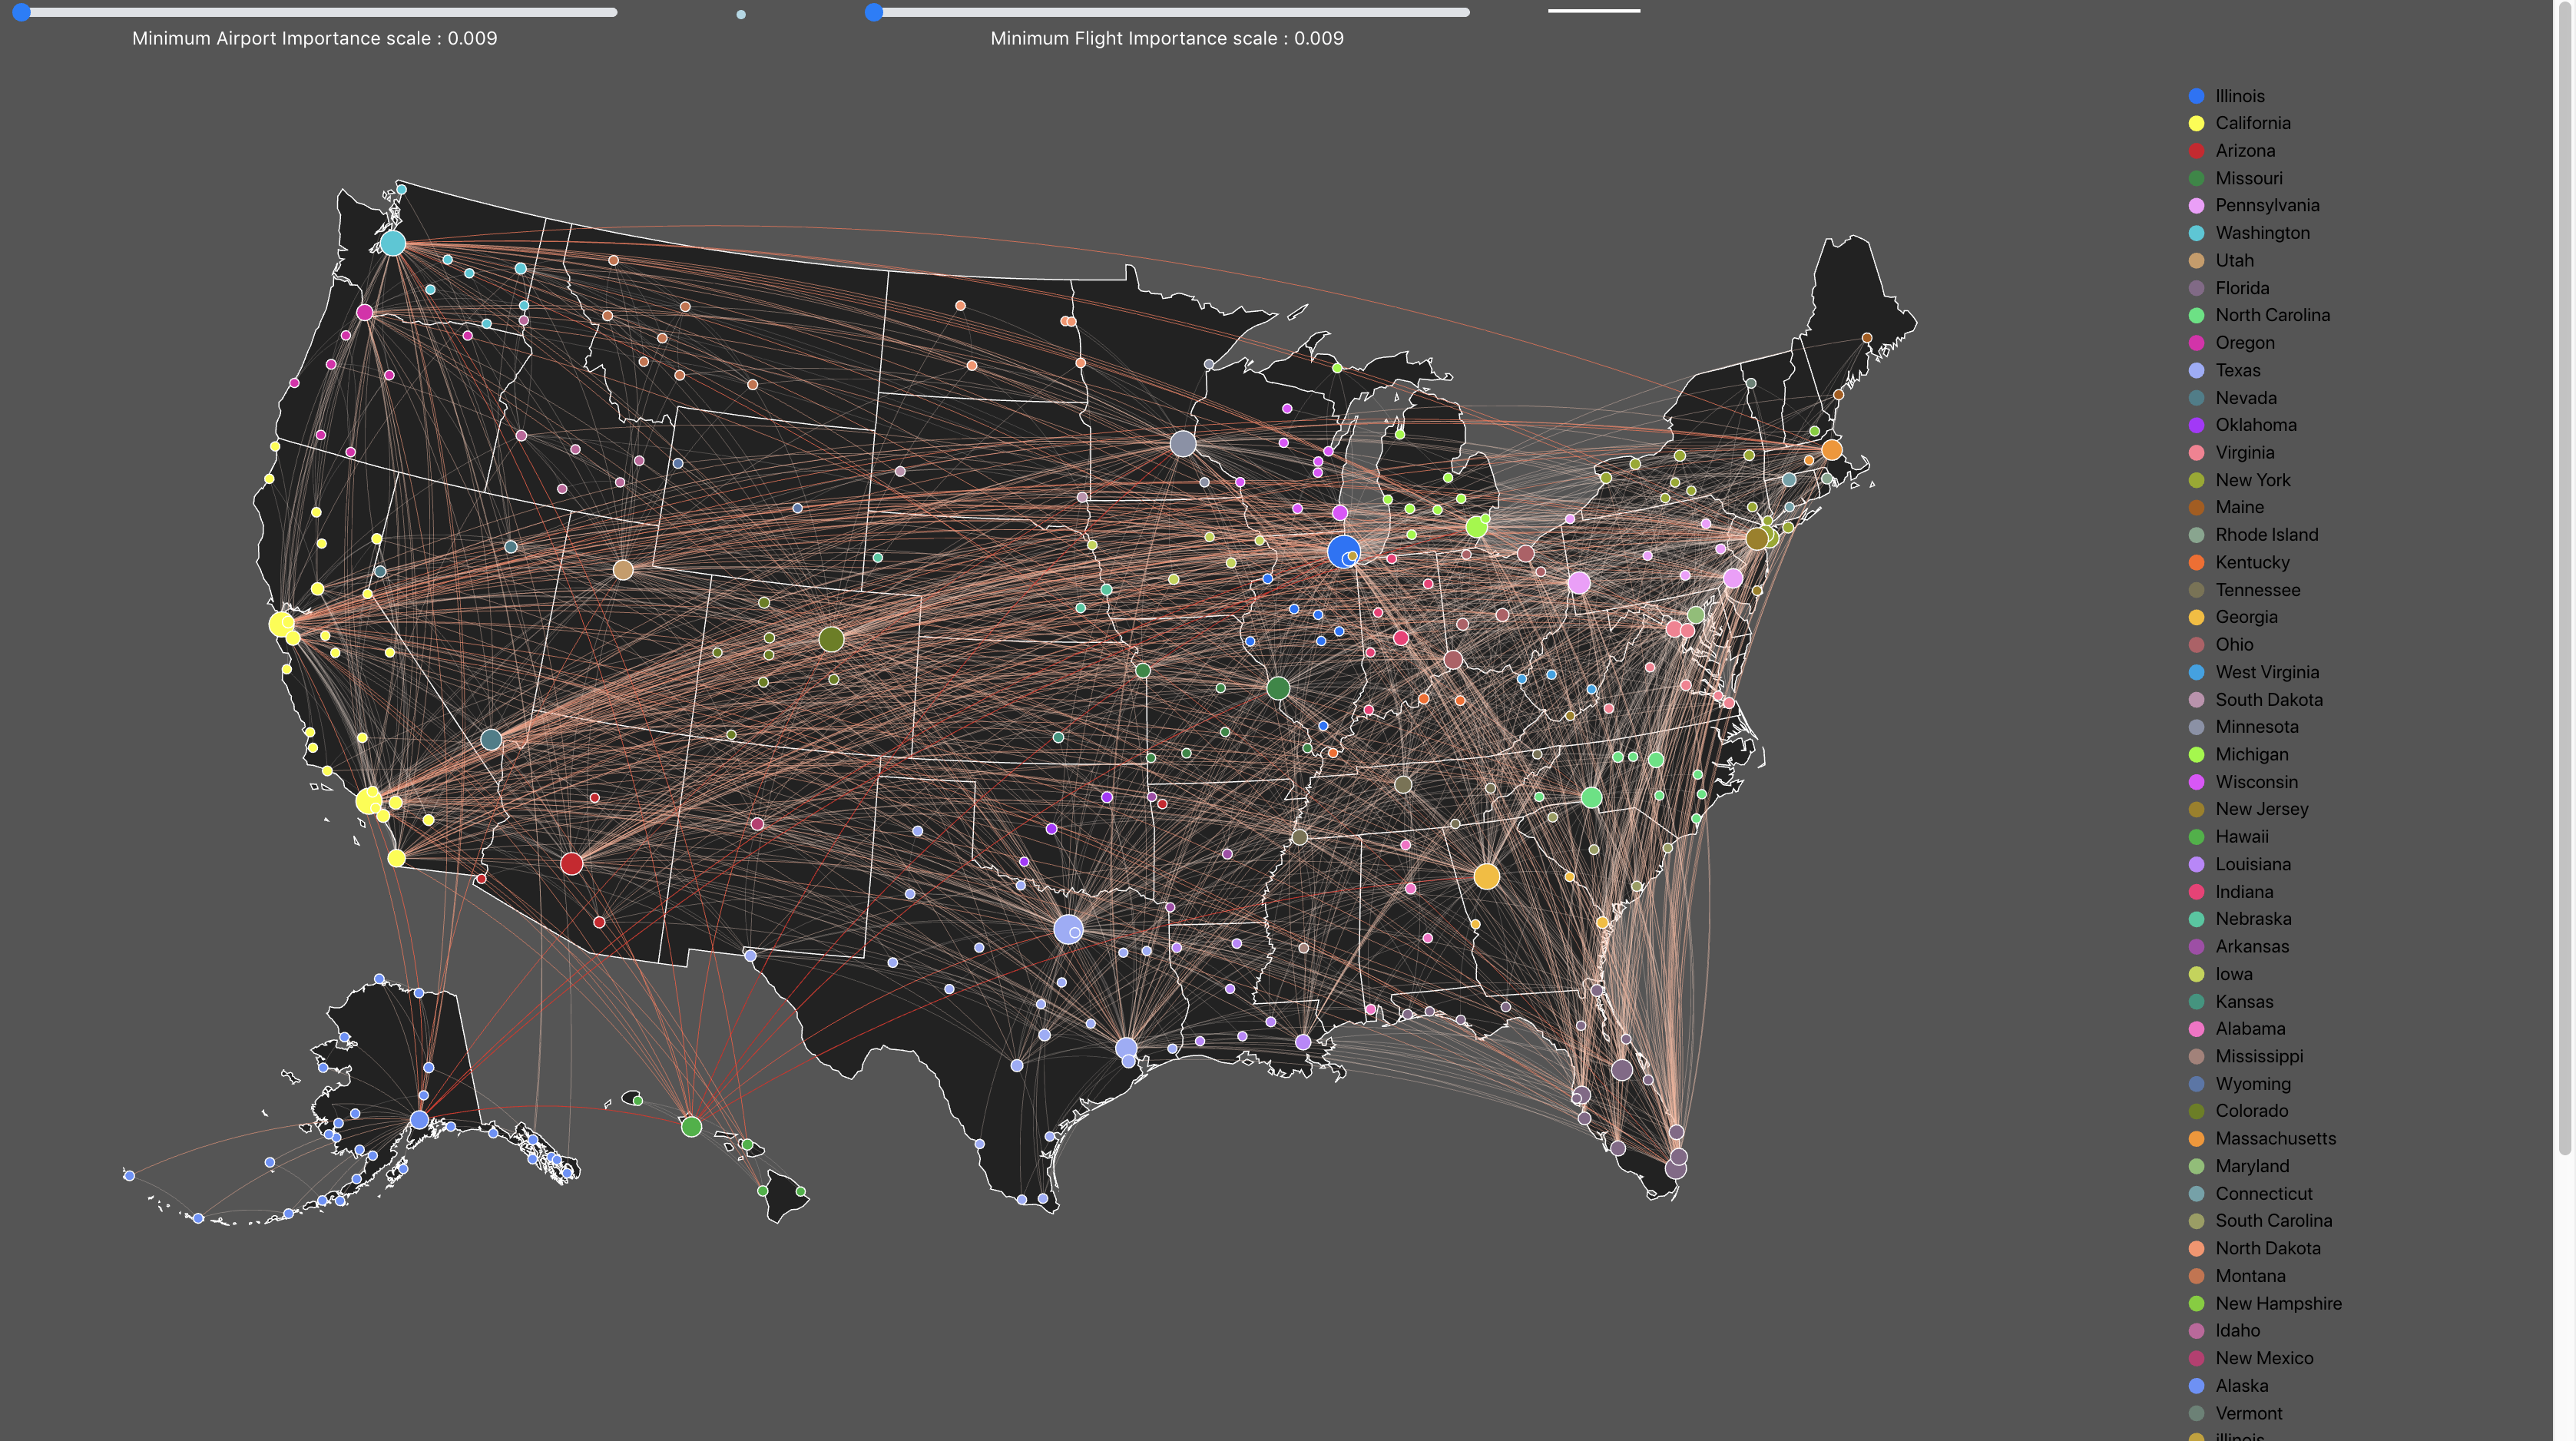 Minimum Airport Importance scale : 0.009
Minimum Flight Importance scale : 0.009
Illinois
California
Arizona
Missouri
Pennsylvania
Washington
Utah
Florida
North Carolina
Oregon
Texas
Nevada
Oklahoma
Virginia
New York
Maine
Rhode Island
Kentucky
Tennessee
Georgia
Ohio
West Virginia
South Dakota
Minnesota
Michigan
Wisconsin
New Jersey
Hawaii
Louisiana
Indiana
Nebraska
Arkansas
Iowa
Kansas
Alabama
Mississippi
Wyoming
Colorado
Massachusetts
Maryland
Connecticut
South Carolina
North Dakota
Montana
New Hampshire
Idaho
New Mexico
Alaska
Vermont
illinois